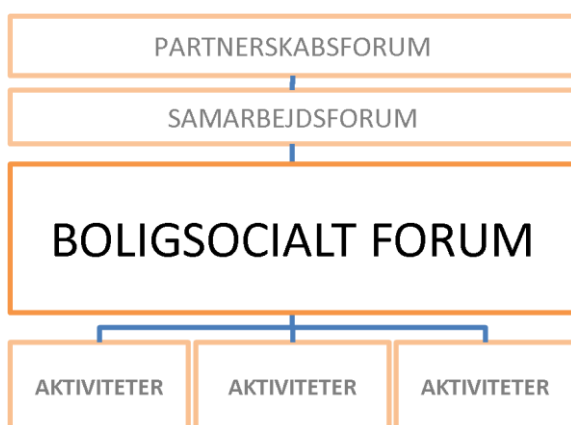 PARTNERSKABSFORUM
SAMARBEJDSFORUM
BOLIGSOCIALT FORUM
AKTIVITETER AKTIVITETER AKTIVITETER